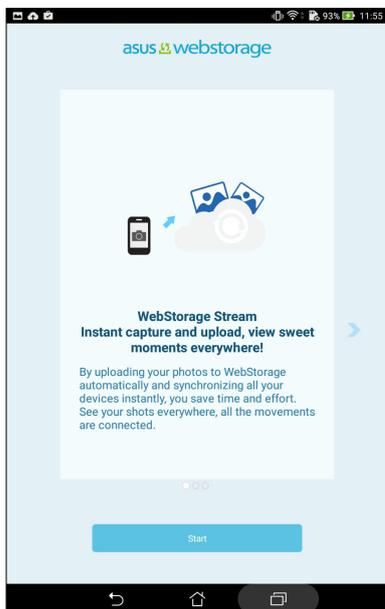 93% 11:55
asus webstorage
WebStorage Stream
Instant capture and upload, view sweet
moments everywhere!
By uploading your photos to WebStorage
automatically and synchronizing all your
devices instantly, you save time and effort.
See your shots everywhere, all the movements
are connected.
Start